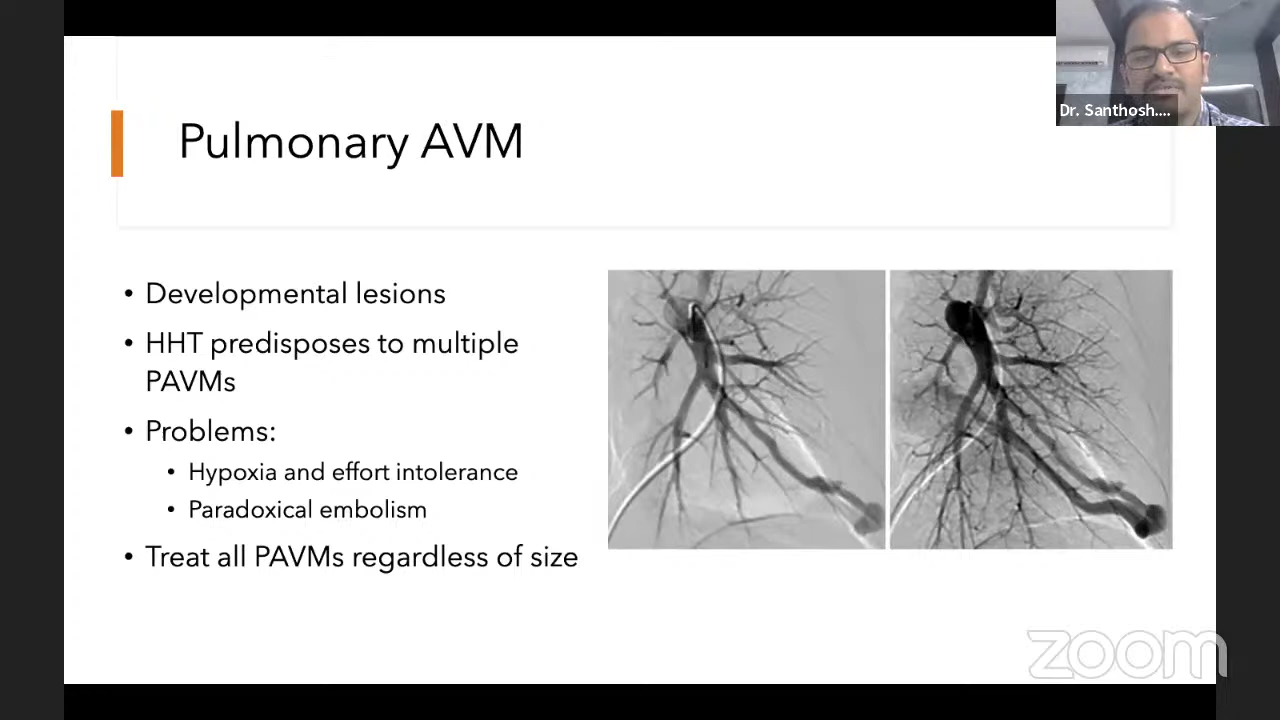 Dr. Santhosh....
Pulmonary AVM
• Developmental lesions
• HHT predisposes to multiple
PAVMs
• Problems:
• Hypoxia and effort intolerance
• Paradoxical embolism
• Treat all PAVMs regardless of size
zoom